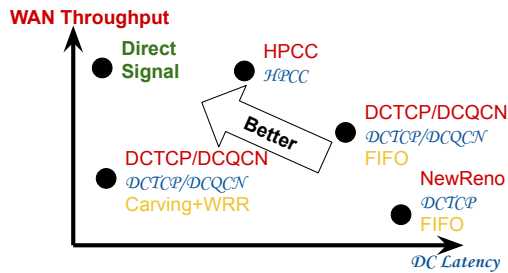 WAN Throughput
Direct
Signal
HPCC
HPCC
Better
DCTCP/DCQCN
DCTCP/DCQCN
FIFO
DCTCP/DCQCN
DCTCP/DCQCN
Carving+WRR
NewReno
DCTCP
FIFO
DC Latency